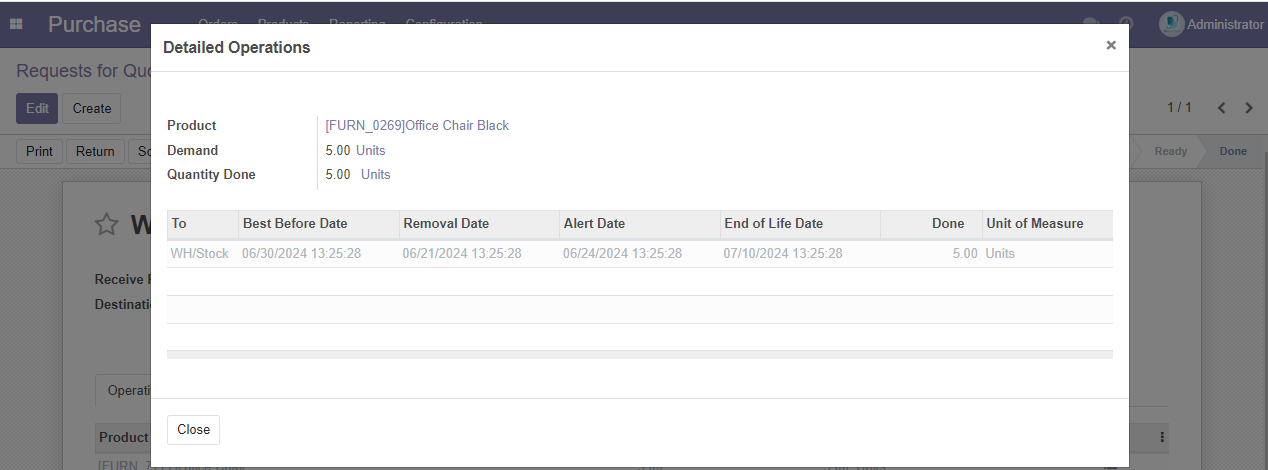 Purchase Orders Products Reporting Configuration Administrator
Detailed Operations ×
Requests for Quo
Edit Create 1 / 1
Product [FURN_0269]Office Chair Black
Demand 5.00 Units
Print Return Ready Done
Quantity Done 5.00 Units
To Best Before Date Removal Date Alert Date End of Life Date Done Unit of Measure
WH/Stock 06/30/2024 13:25:28 06/21/2024 13:25:28 06/24/2024 13:25:28 07/10/2024 13:25:28 5.00 Units
Receive
Destinati
Operati
Close
Product